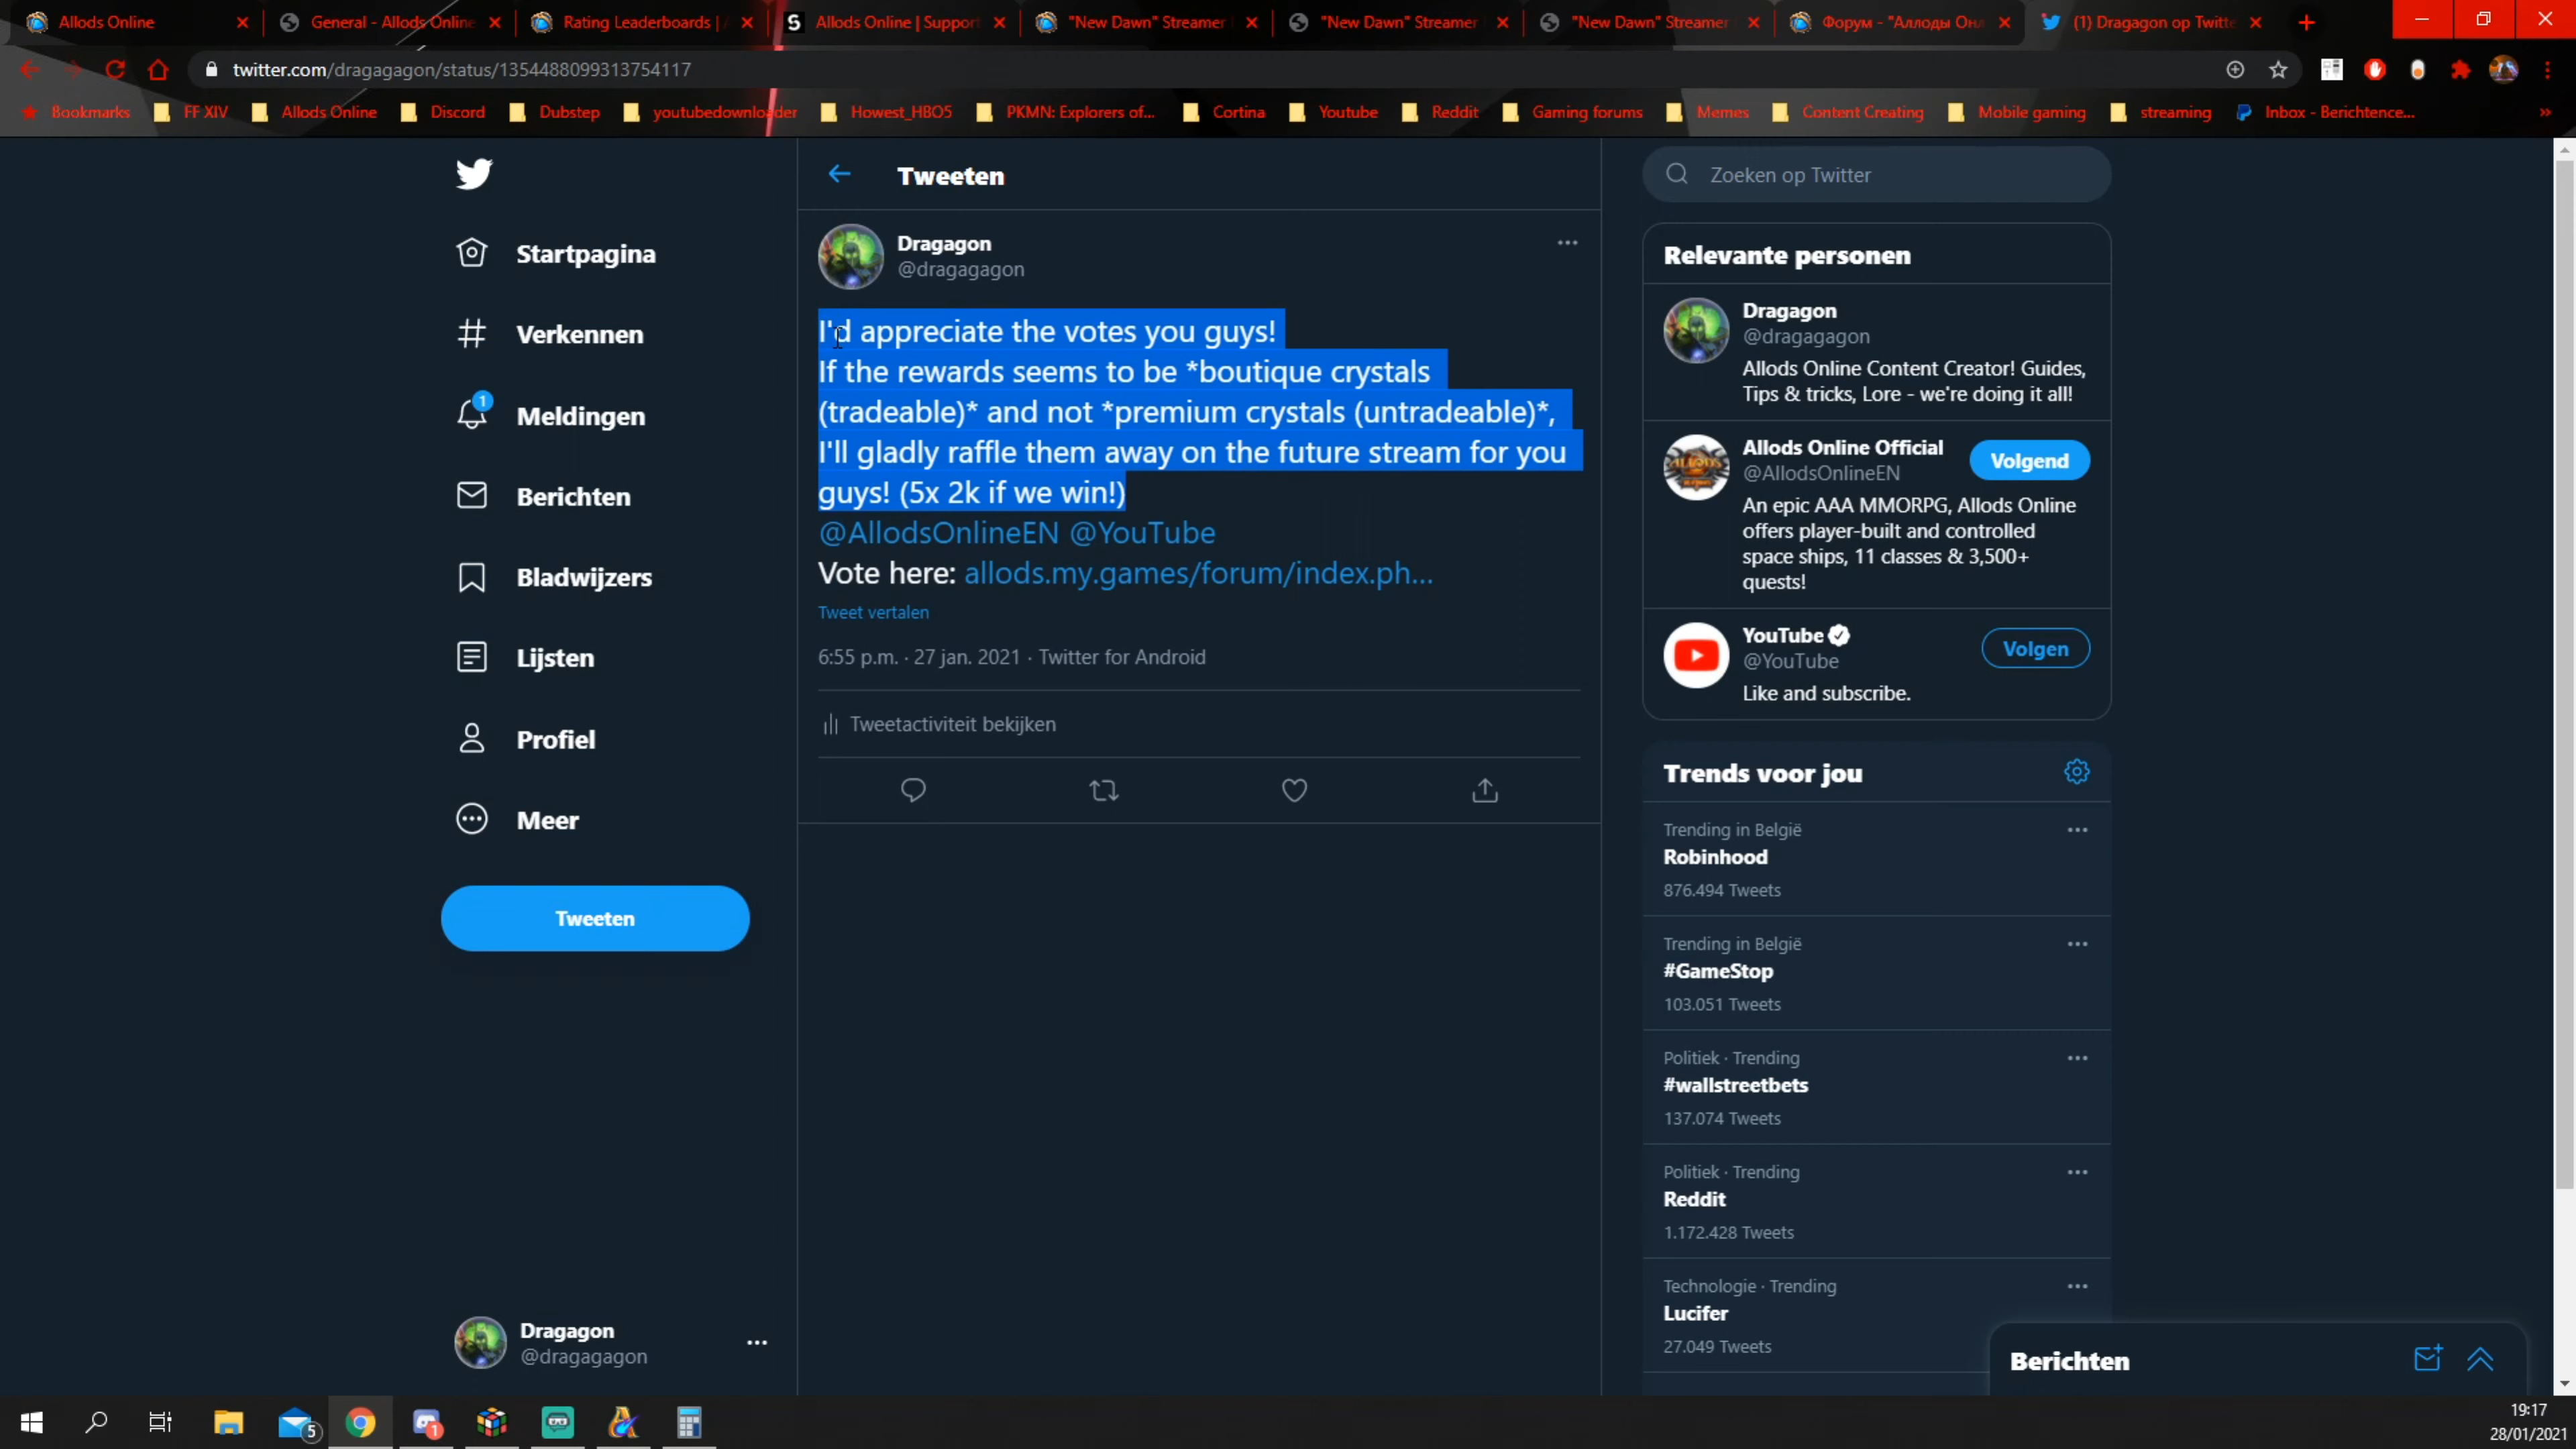 Allods Online
General - Allods Online
Rating Leaderboards | A
Allods Online | Support
"New Dawn" Streamer
"New Dawn" Streamer
"New Dawn" Streamer
Форум - "Аллоды Онл
(1) Dragagon op Twitte
twitter.com/dragagagon/status/1354488099313754117
Bookmarks
FF XIV
Allods Online
Discord
Dubstep
youtubedownloader
Howest_HBO5
PKMN: Explorers of...
Cortina
Youtube
Reddit
Gaming forums
Memes
Content Creating
Mobile gaming
streaming
Inbox - Berichtence...
Startpagina
Verkennen
1
Meldingen
Berichten
Bladwijzers
Lijsten
Profiel
Meer
Tweeten
Dragagon
@dragagagon
Tweeten
Dragagon
@dragagagon
I'd appreciate the votes you guys!
If the rewards seems to be *boutique crystals
(tradeable)* and not *premium crystals (untradeable)*,
I'll gladly raffle them away on the future stream for you
guys! (5x 2k if we win!)
@AllodsOnlineEN @YouTube
Vote here: allods.my.games/forum/index.ph...
Tweet vertalen
6:55 p.m. · 27 jan. 2021 · Twitter for Android
Tweetactiviteit bekijken
Zoeken op Twitter
Relevante personen
Dragagon
@dragagagon
Allods Online Content Creator! Guides,
Tips & tricks, Lore - we're doing it all!
Allods Online Official
@AllodsOnlineEN
Volgend
An epic AAA MMORPG, Allods Online
offers player-built and controlled
space ships, 11 classes & 3,500+
quests!
YouTube
@YouTube
Volgen
Like and subscribe.
Trends voor jou
Trending in België
Robinhood
876.494 Tweets
Trending in België
#GameStop
103.051 Tweets
Politiek · Trending
#wallstreetbets
137.074 Tweets
Politiek · Trending
Reddit
1.172.428 Tweets
Technologie · Trending
Lucifer
27.049 Tweets
Berichten
5
1
19:17
28/01/2021